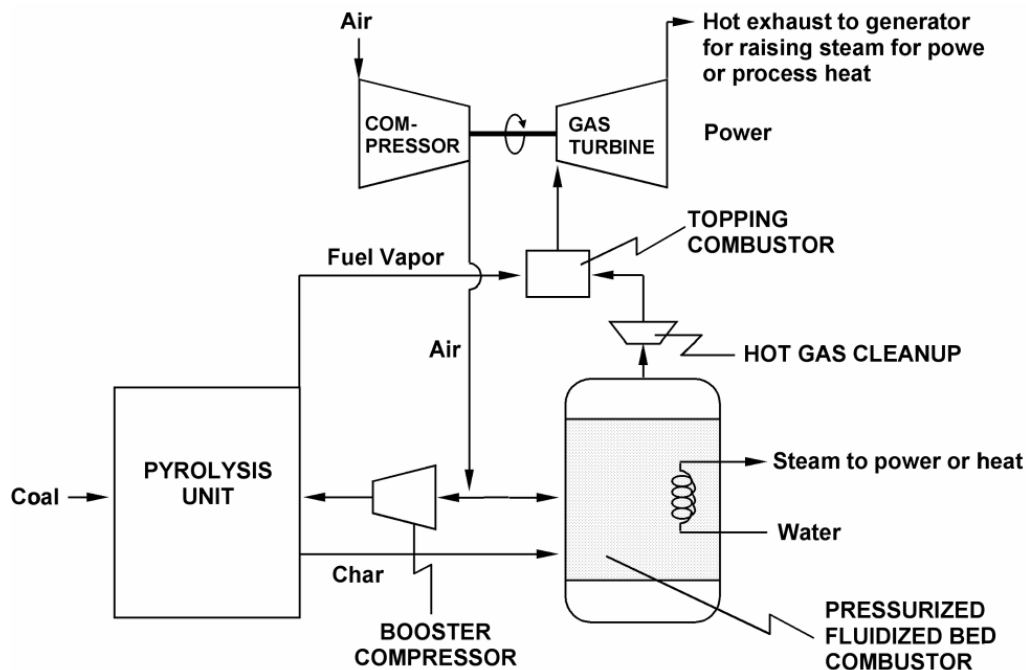 Air
Hot exhaust to generator
for raising steam for powe
or process heat
COM-
PRESSOR
GAS
TURBINE
Power
TOPPING
COMBUSTOR
Fuel Vapor
Air
HOT GAS CLEANUP
PYROLYSIS
UNIT
Coal
Steam to power or heat
Water
Char
BOOSTER
COMPRESSOR
PRESSURIZED
FLUIDIZED BED
COMBUSTOR